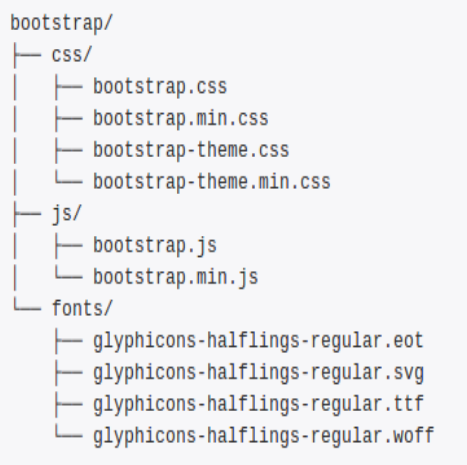 bootstrap/
├── css/
│   ├── bootstrap.css
│   ├── bootstrap.min.css
│   ├── bootstrap-theme.css
│   └── bootstrap-theme.min.css
├── js/
│   ├── bootstrap.js
│   └── bootstrap.min.js
└── fonts/
    ├── glyphicons-halflings-regular.eot
    ├── glyphicons-halflings-regular.svg
    ├── glyphicons-halflings-regular.ttf
    └── glyphicons-halflings-regular.woff